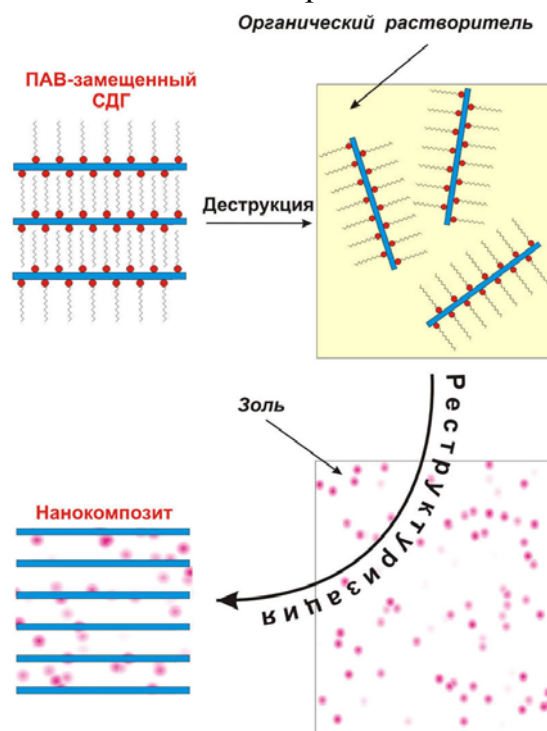 Органический растворитель
ПАВ-замещенный
СДГ
Деструкция
Золь
Реструктуризация
Нанокомпозит